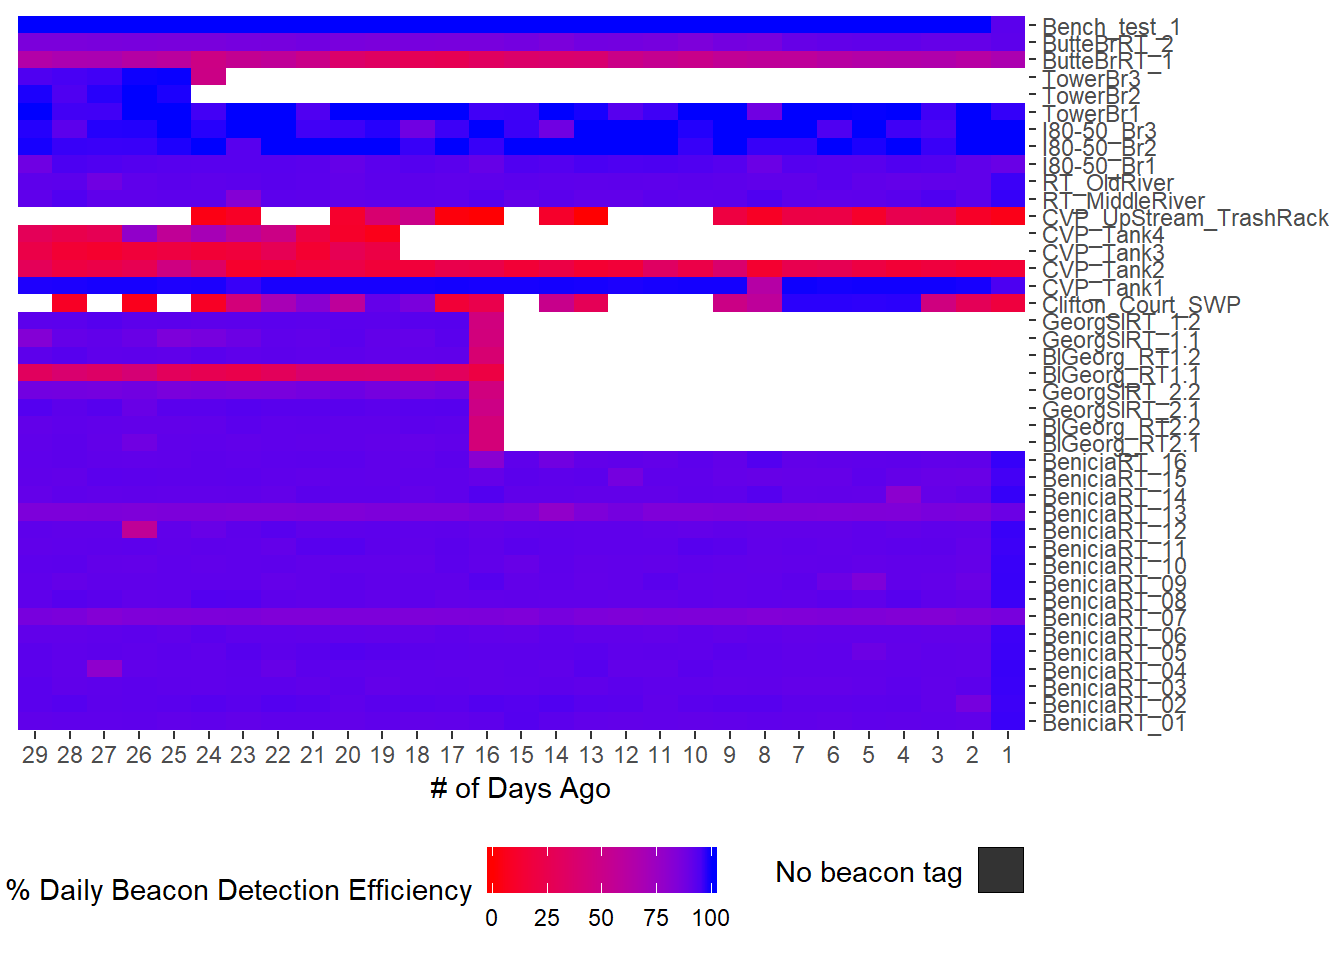 Bench_test_1
ButteBrRT_2
ButteBrRT_1
TowerBr3
TowerBr2
TowerBr1
I80-50_Br3
I80-50_Br2
I80-50_Br1
RT_OldRiver
RT_MiddleRiver
CVP_UpStream_TrashRack
CVP_Tank4
CVP_Tank3
CVP_Tank2
CVP_Tank1
Clifton_Court_SWP
GeorgSlRT_1.2
GeorgSlRT_1.1
BlGeorg_RT1.2
BlGeorg_RT1.1
GeorgSlRT_2.2
GeorgSlRT_2.1
BlGeorg_RT2.2
BlGeorg_RT2.1
BeniciaRT_16
BeniciaRT_15
BeniciaRT_14
BeniciaRT_13
BeniciaRT_12
BeniciaRT_11
BeniciaRT_10
BeniciaRT_09
BeniciaRT_08
BeniciaRT_07
BeniciaRT_06
BeniciaRT_05
BeniciaRT_04
BeniciaRT_03
BeniciaRT_02
BeniciaRT_01
29 28 27 26 25 24 23 22 21 20 19 18 17 16 15 14 13 12 11 10 9 8 7 6 5 4 3 2 1
# of Days Ago
% Daily Beacon Detection Efficiency
0 25 50 75 100
No beacon tag